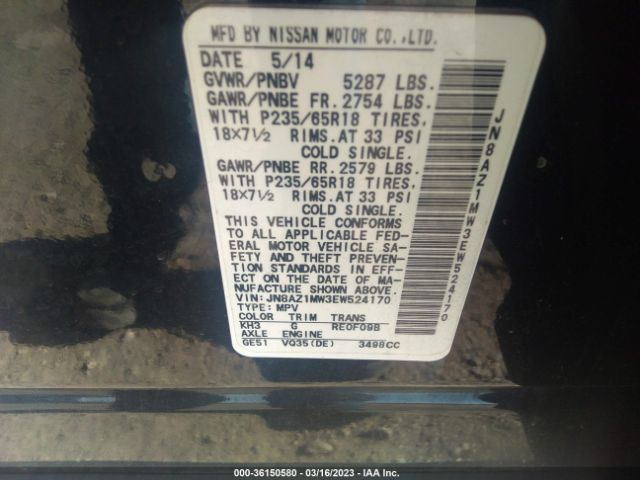 MFD BY NISSAN MOTOR CO.,LTD.
DATE 5/14
GVWR/PNBV 5287 LBS.
GAWR/PNBE FR. 2754 LBS.
WITH P235/65R18 TIRES,
18X7½ RIMS.AT 33 PSI
COLD SINGLE.
GAWR/PNBE RR. 2579 LBS.
WITH P235/65R18 TIRES,
18X7½ RIMS.AT 33 PSI
COLD SINGLE.
THIS VEHICLE CONFORMS
TO ALL APPLICABLE FED-
ERAL MOTOR VEHICLE SA-
FETY AND THEFT PREVEN-
TION STANDARDS IN EFF-
ECT ON THE DATE OF MA-
NUFACTURE SHOWN ABOVE.
VIN: JN8AZ1MW3EW524170
TYPE: MPV
COLOR TRIM TRANS
KH3 G RE0F09B
AXLE ENGINE
GE51 VQ35(DE) 3498CC
JN8AZ1MW3EW524170
000-36150580 - 03/16/2023 - IAA Inc.